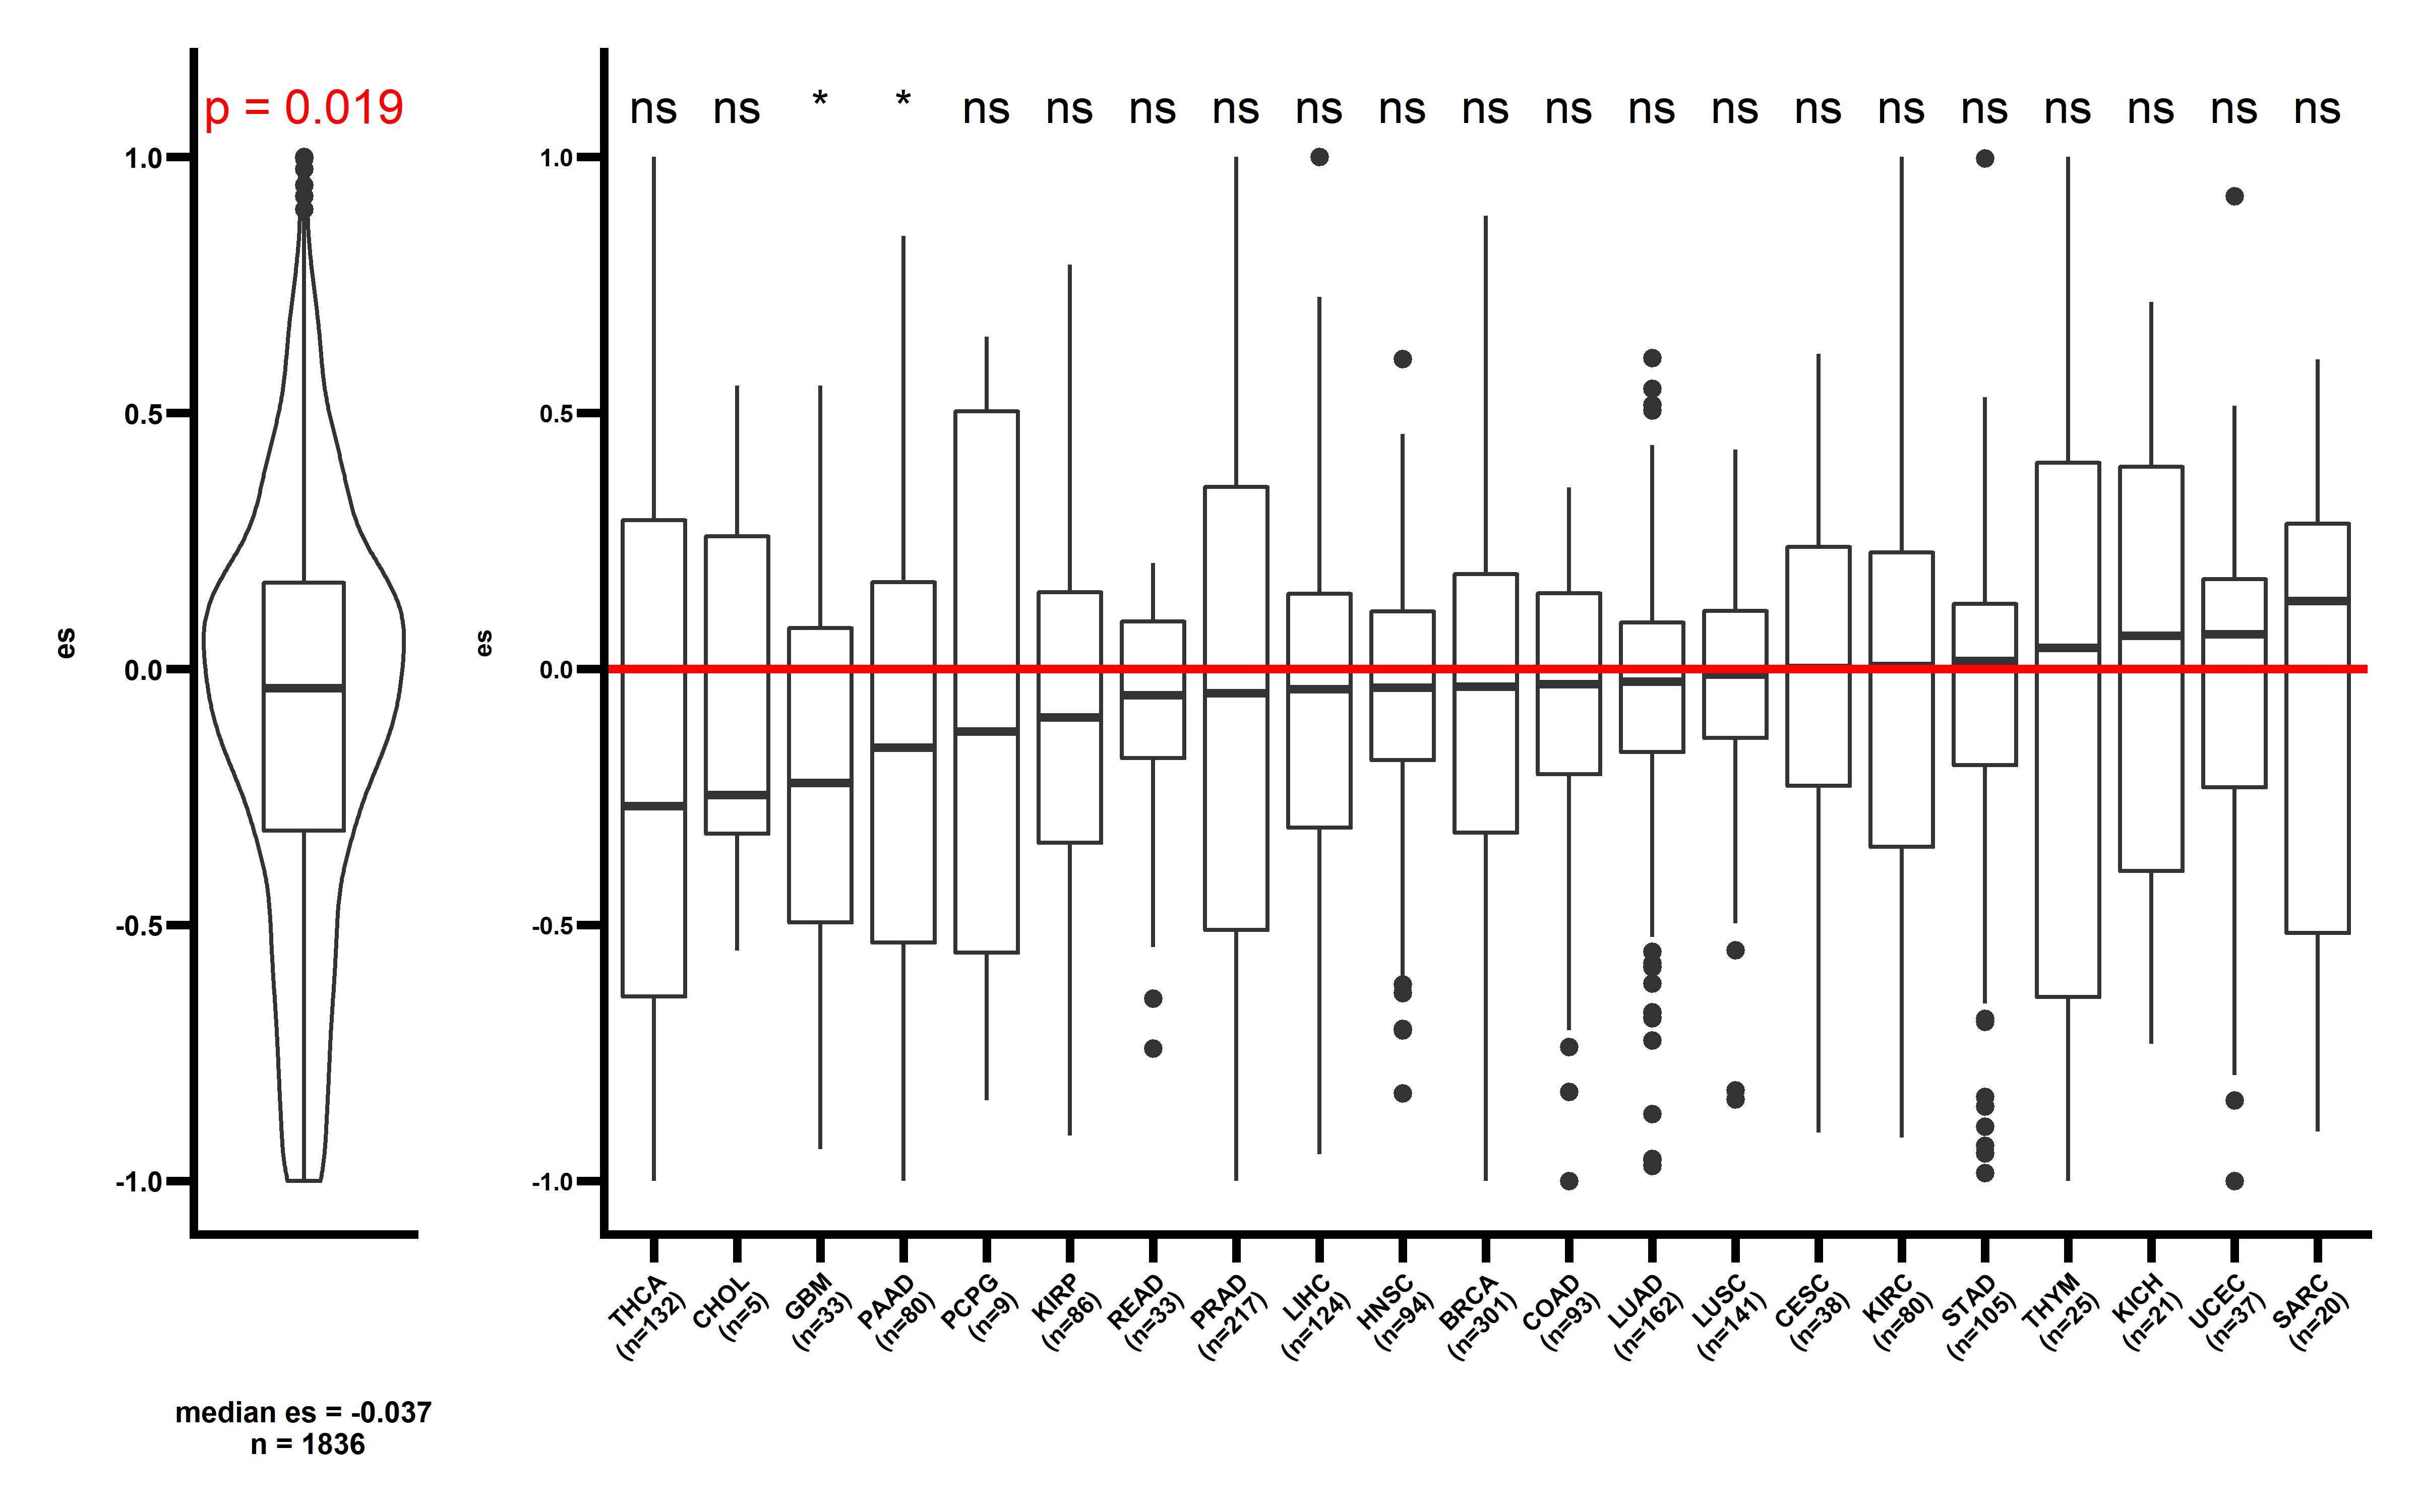 p = 0.019
1.0
0.5
0.0
-0.5
-1.0
es
median es = -0.037
n = 1836
ns ns * * ns ns ns ns ns ns ns ns ns ns ns ns ns ns ns ns ns
1.0
0.5
0.0
-0.5
-1.0
es
THCA
(n=132)
CHOL
(n=5)
GBM
(n=33)
PAAD
(n=80)
PCPG
(n=9)
KIRP
(n=86)
READ
(n=33)
PRAD
(n=217)
LIHC
(n=124)
HNSC
(n=94)
BRCA
(n=301)
COAD
(n=93)
LUAD
(n=162)
LUSC
(n=141)
CESC
(n=38)
KIRC
(n=80)
STAD
(n=105)
THYM
(n=25)
KICH
(n=21)
UCEC
(n=37)
SARC
(n=20)